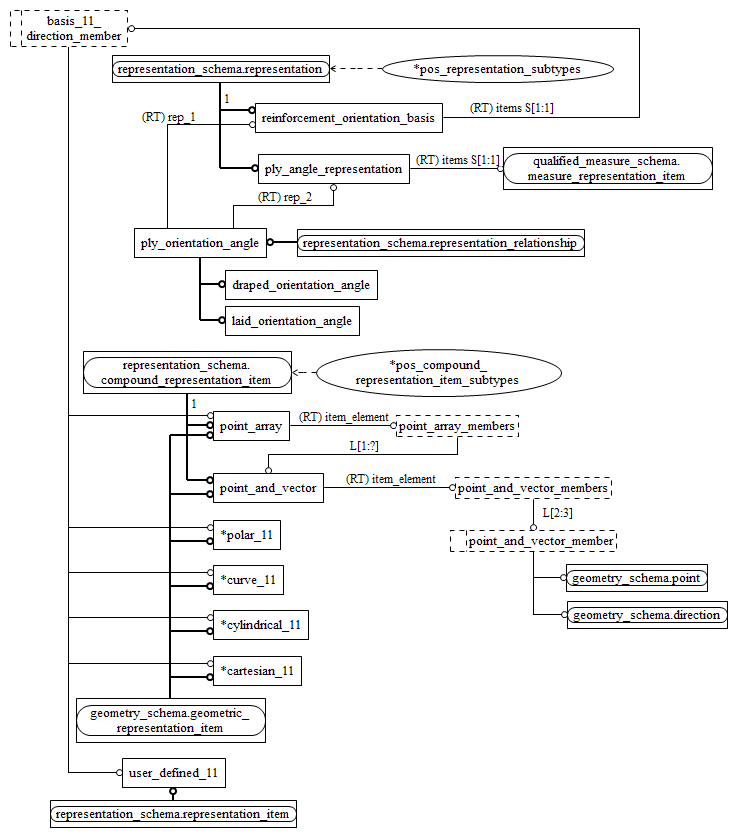 basis_11_
direction_member
representation_schema.representation
*pos_representation_subtypes
1
(RT) rep_1
reinforcement_orientation_basis
(RT) items S[1:1]
ply_angle_representation
(RT) items S[1:1]
qualified_measure_schema.
measure_representation_item
(RT) rep_2
ply_orientation_angle
representation_schema.representation_relationship
draped_orientation_angle
laid_orientation_angle
representation_schema.
compound_representation_item
*pos_compound_
representation_item_subtypes
1
point_array
(RT) item_element
point_array_members
L[1:?]
point_and_vector
(RT) item_element
point_and_vector_members
L[2:3]
*polar_11
point_and_vector_member
*curve_11
geometry_schema.point
geometry_schema.direction
*cylindrical_11
*cartesian_11
geometry_schema.geometric_
representation_item
user_defined_11
representation_schema.representation_item